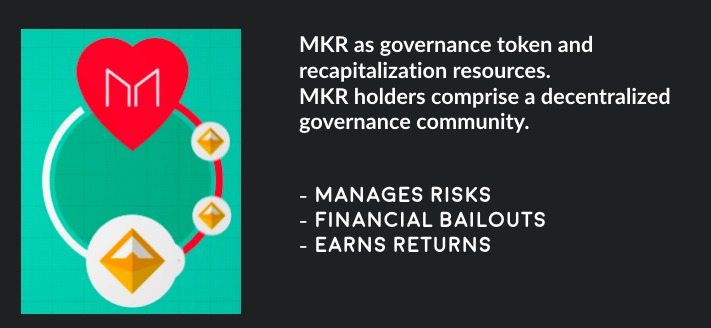 MKR as governance token and
recapitalization resources.
MKR holders comprise a decentralized
governance community.
- MANAGES RISKS
- FINANCIAL BAILOUTS
- EARNS RETURNS